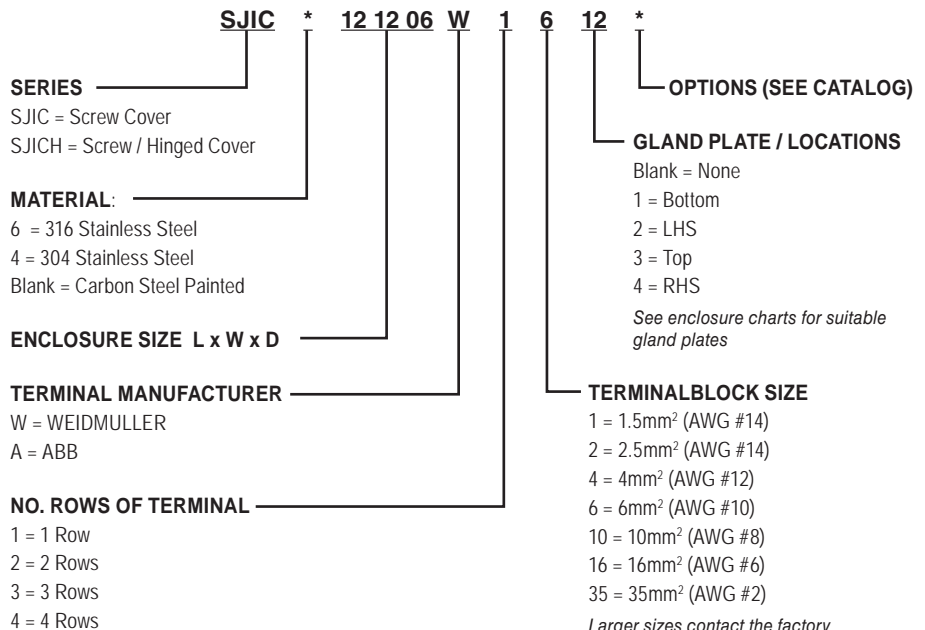 SJIC * 12 12 06 W 1 6 12 *
SERIES
SJIC = Screw Cover
SJICH = Screw / Hinged Cover
MATERIAL:
6 = 316 Stainless Steel
4 = 304 Stainless Steel
Blank = Carbon Steel Painted
ENCLOSURE SIZE L x W x D
TERMINAL MANUFACTURER
W = WEIDMULLER
A = ABB
NO. ROWS OF TERMINAL
1 = 1 Row
2 = 2 Rows
3 = 3 Rows
4 = 4 Rows
OPTIONS (SEE CATALOG)
GLAND PLATE / LOCATIONS
Blank = None
1 = Bottom
2 = LHS
3 = Top
4 = RHS
See enclosure charts for suitable
gland plates
TERMINALBLOCK SIZE
1 = 1.5mm² (AWG #14)
2 = 2.5mm² (AWG #14)
4 = 4mm² (AWG #12)
6 = 6mm² (AWG #10)
10 = 10mm² (AWG #8)
16 = 16mm² (AWG #6)
35 = 35mm² (AWG #2)
Larger sizes contact the factory